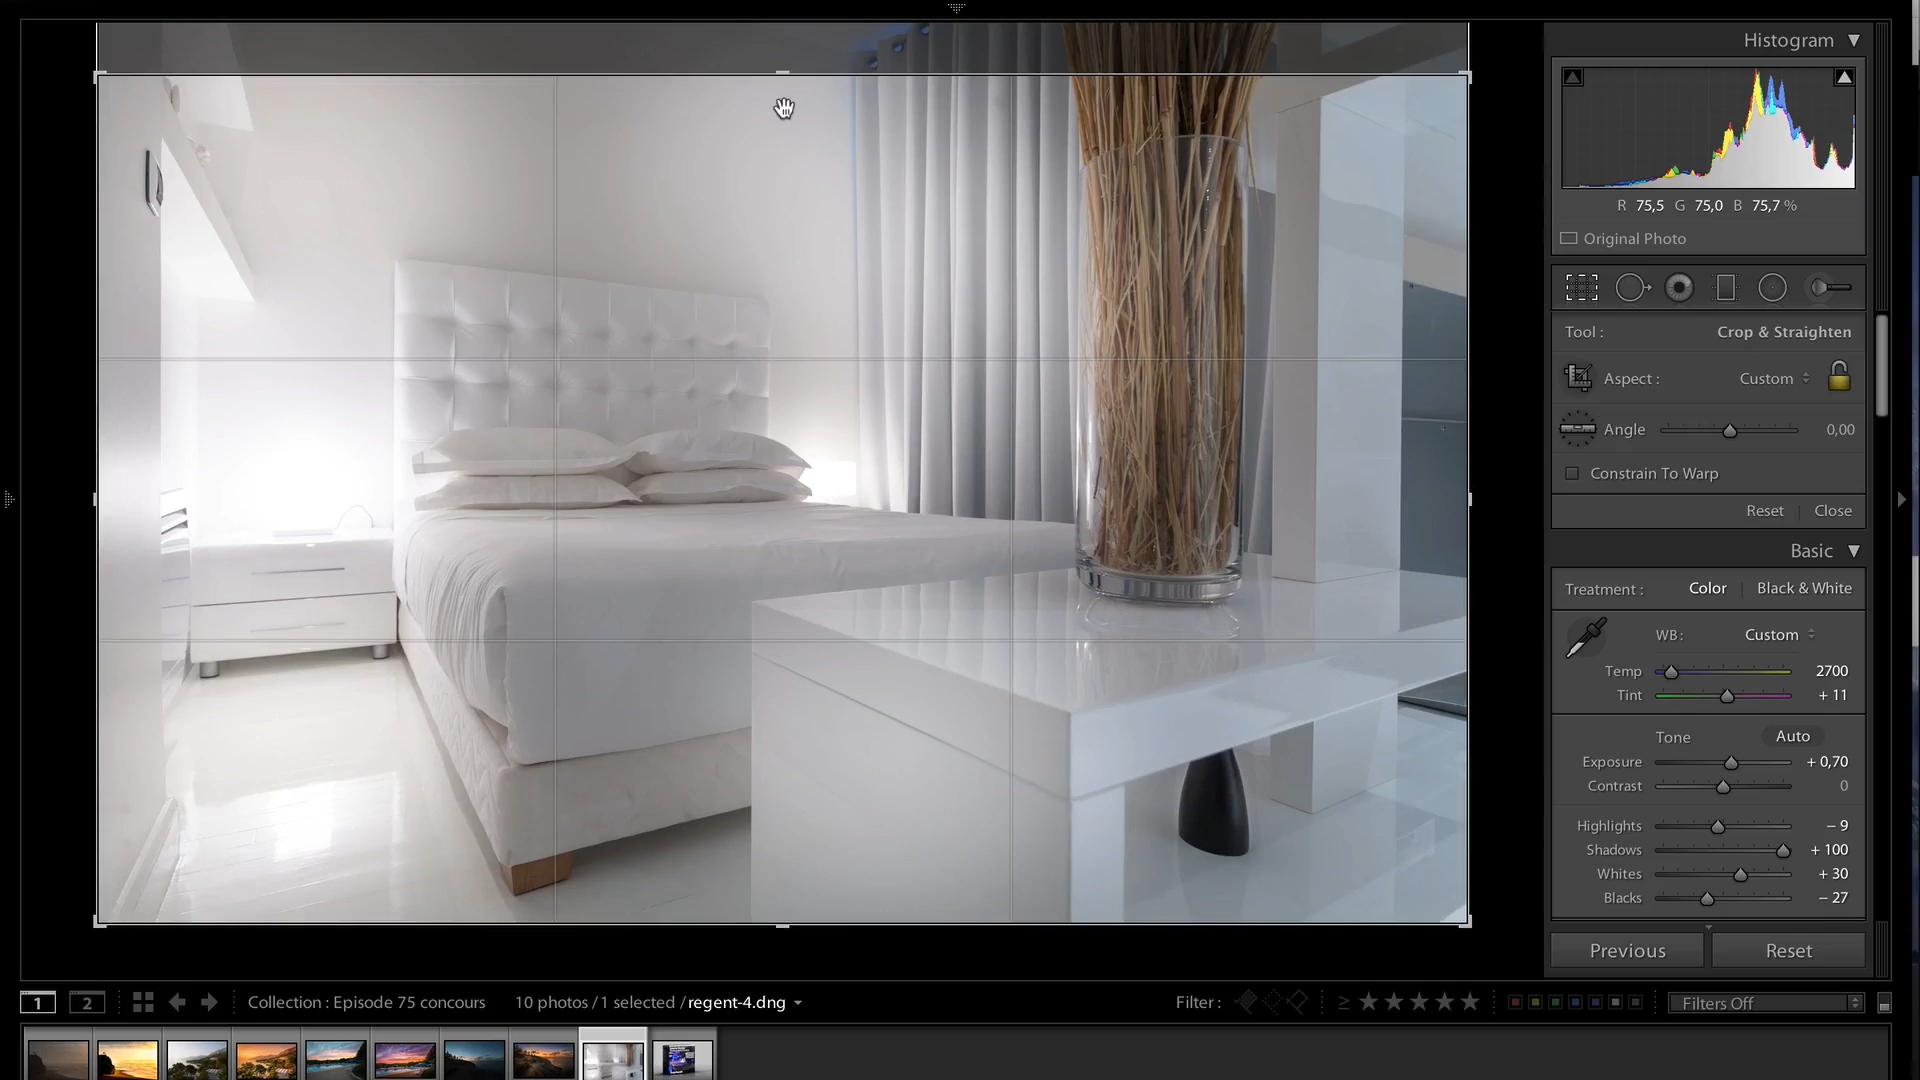 Histogram
R 75,5 G 75,0 B 75,7 %
Original Photo
Tool : Crop & Straighten
Aspect : Custom
Angle 0,00
Constrain To Warp
Reset Close
Basic
Treatment : Color Black & White
WB: Custom
Temp 2700
Tint + 11
Tone Auto
Exposure + 0,70
Contrast 0
Highlights – 9
Shadows + 100
Whites + 30
Blacks – 27
Previous Reset
1 2 Collection : Episode 75 concours 10 photos / 1 selected / regent-4.dng Filter : ≥ ★ ★ ★ ★ ★ Filters Off